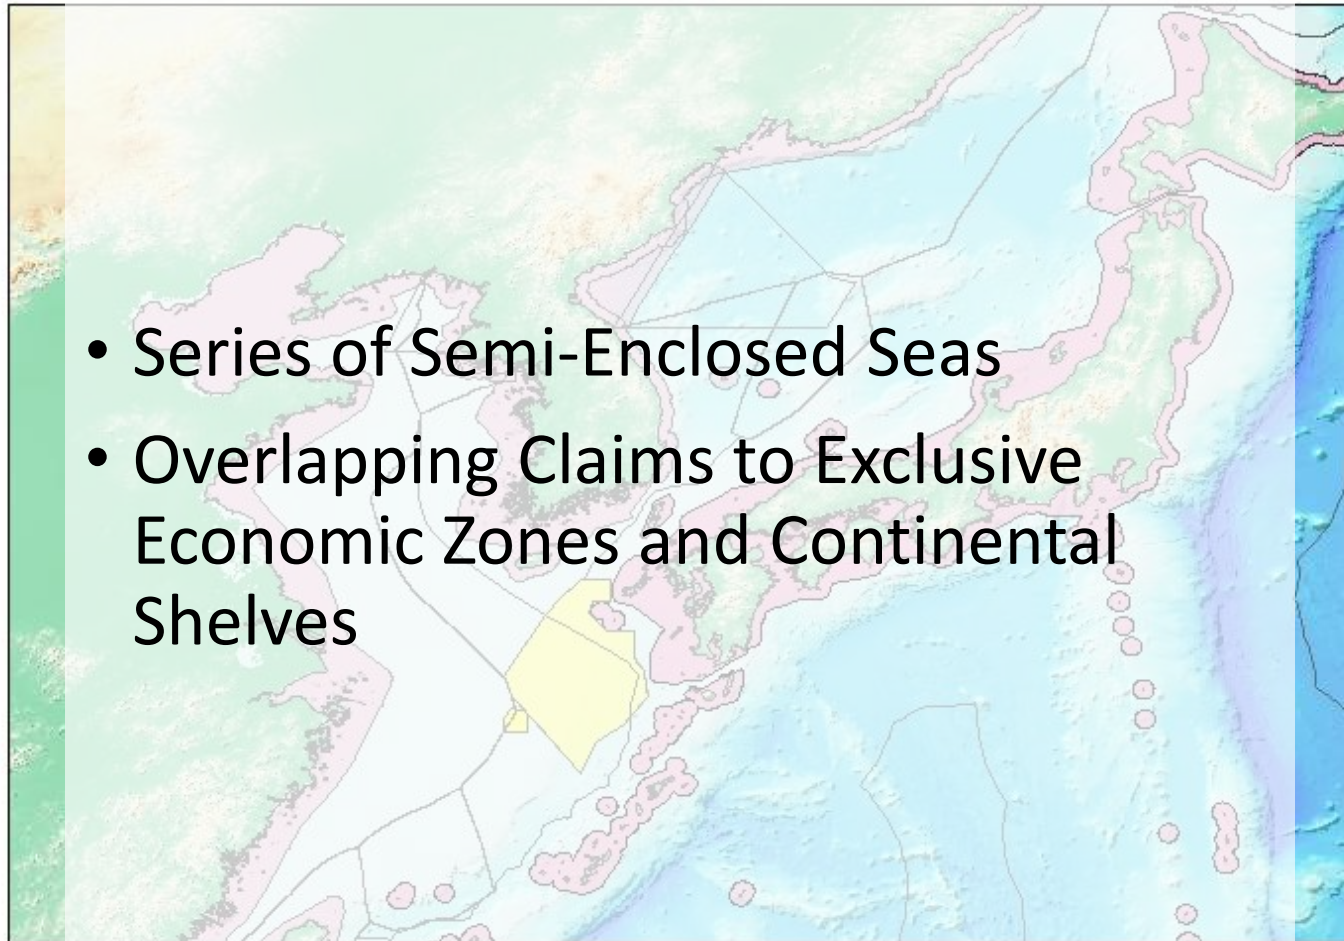 • Series of Semi-Enclosed Seas
• Overlapping Claims to Exclusive
Economic Zones and Continental
Shelves